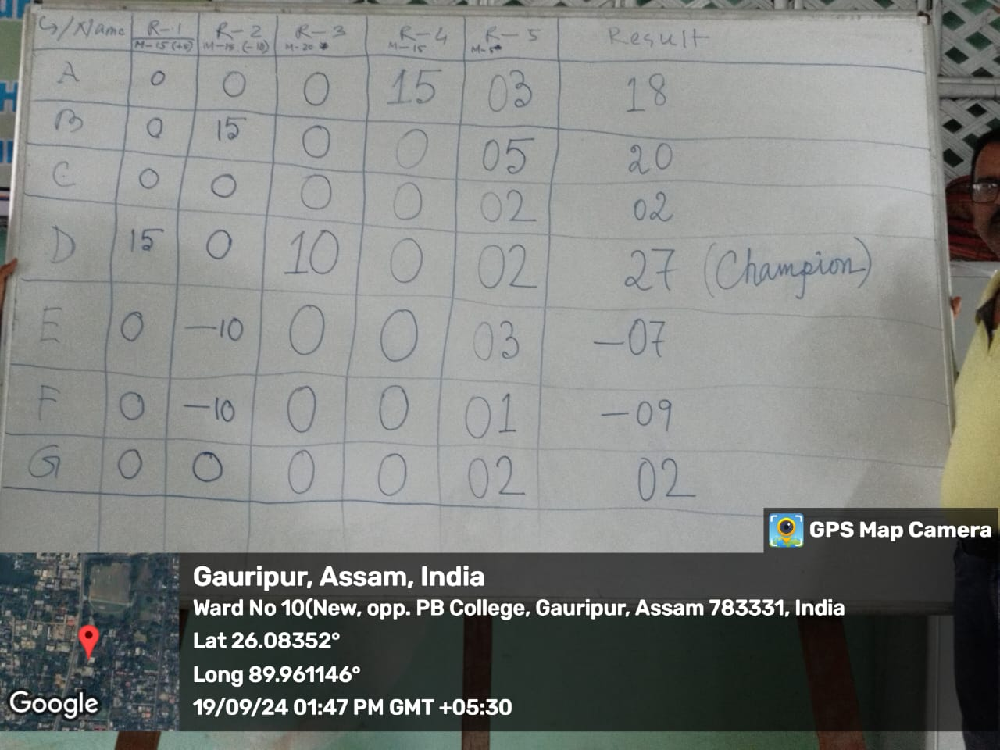 G/Name R-1 R-2 R-3 R-4 R-5 Result
M-15 (+5) M-15 (-10) M-20 M-15 M-5
A 0 0 0 15 03 18
B 0 15 0 0 05 20
C 0 0 0 0 02 02
D 15 0 10 0 02 27 (Champion)
E 0 -10 0 0 03 -07
F 0 -10 0 0 01 -09
G 0 0 0 0 02 02
GPS Map Camera
Gauripur, Assam, India
Ward No 10(New, opp. PB College, Gauripur, Assam 783331, India
Lat 26.08352°
Long 89.961146°
19/09/24 01:47 PM GMT +05:30
Google